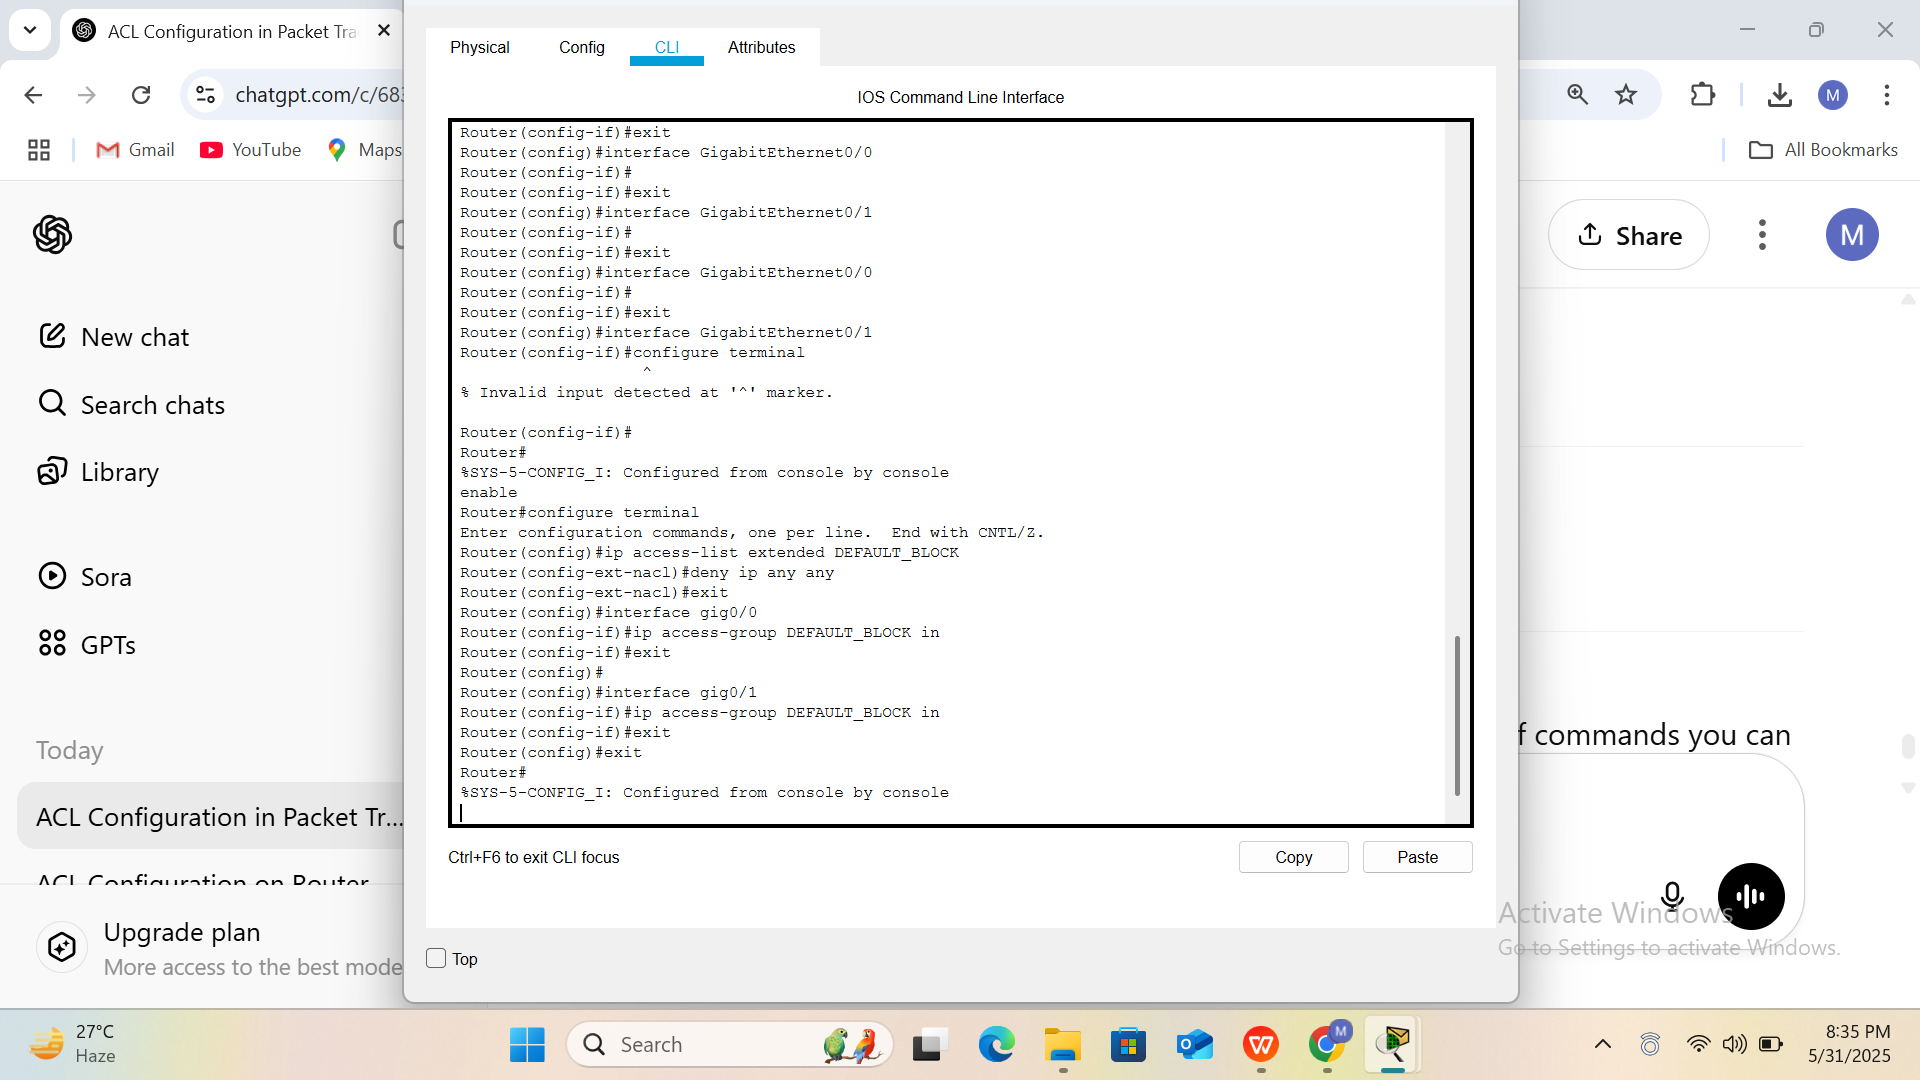 ACL Configuration in Packet Tra
chatgpt.com/c/683
M
Gmail
YouTube
Maps
All Bookmarks
Share
M
New chat
Search chats
Library
Sora
GPTs
Today
ACL Configuration in Packet Tr...
ACL Configuration on Router
Upgrade plan
More access to the best mode
Physical
Config
CLI
Attributes
IOS Command Line Interface
Router(config-if)#exit
Router(config)#interface GigabitEthernet0/0
Router(config-if)#
Router(config-if)#exit
Router(config)#interface GigabitEthernet0/1
Router(config-if)#
Router(config-if)#exit
Router(config)#interface GigabitEthernet0/0
Router(config-if)#
Router(config-if)#exit
Router(config)#interface GigabitEthernet0/1
Router(config-if)#configure terminal
^
% Invalid input detected at '^' marker.
Router(config-if)#
Router#
%SYS-5-CONFIG_I: Configured from console by console
enable
Router#configure terminal
Enter configuration commands, one per line.  End with CNTL/Z.
Router(config)#ip access-list extended DEFAULT_BLOCK
Router(config-ext-nacl)#deny ip any any
Router(config-ext-nacl)#exit
Router(config)#interface gig0/0
Router(config-if)#ip access-group DEFAULT_BLOCK in
Router(config-if)#exit
Router(config)#
Router(config)#interface gig0/1
Router(config-if)#ip access-group DEFAULT_BLOCK in
Router(config-if)#exit
Router(config)#exit
Router#
%SYS-5-CONFIG_I: Configured from console by console
Ctrl+F6 to exit CLI focus
Copy
Paste
Top
f commands you can
Activate Windows
Go to Settings to activate Windows.
27°C
Haze
Search
M
8:35 PM
5/31/2025